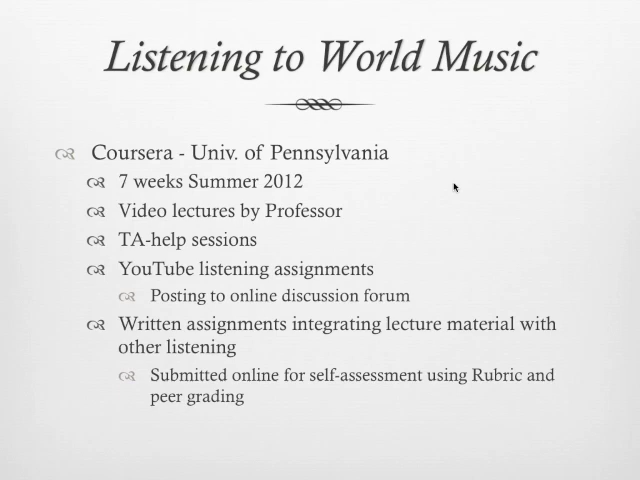 Listening to World Music
Coursera - Univ. of Pennsylvania
7 weeks Summer 2012
Video lectures by Professor
TA-help sessions
YouTube listening assignments
Posting to online discussion forum
Written assignments integrating lecture material with
other listening
Submitted online for self-assessment using Rubric and
peer grading